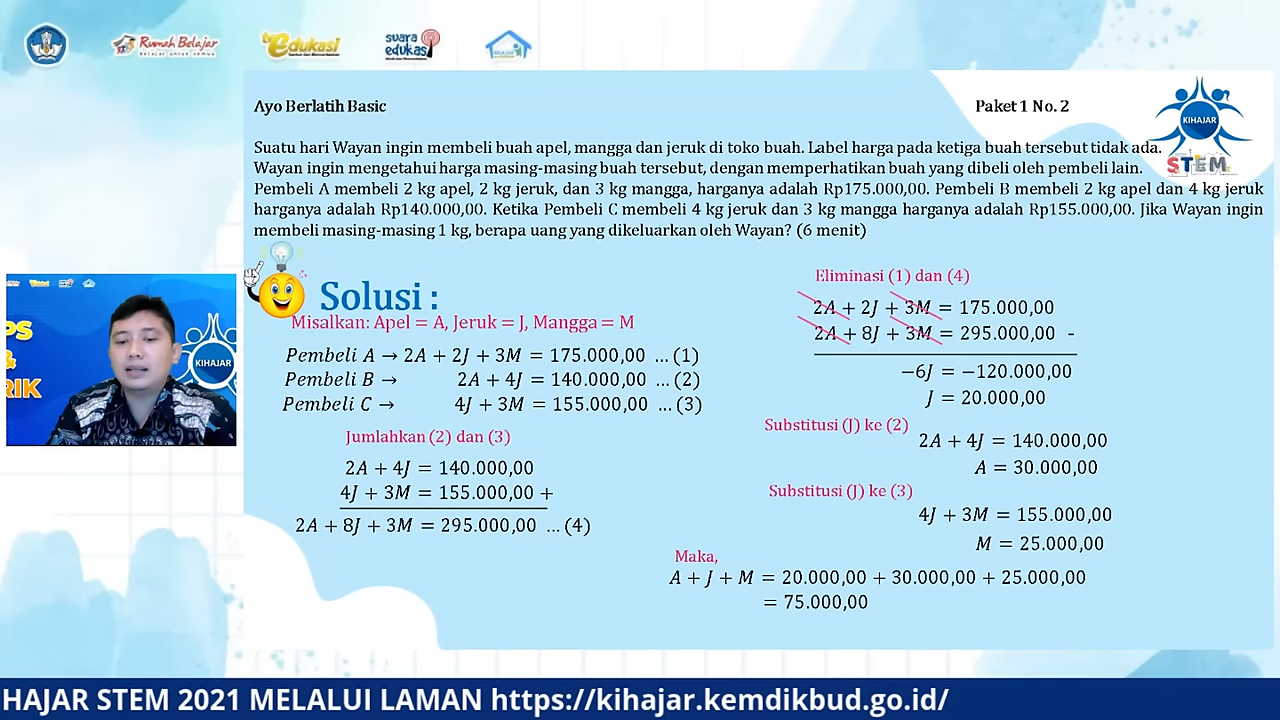 Rumah Belajar
Belajar untuk semua
tvEdukasi
suara
edukasi
Ayo Berlatih Basic
Paket 1 No. 2
KIHAJAR
STEM
Suatu hari Wayan ingin membeli buah apel, mangga dan jeruk di toko buah. Label harga pada ketiga buah tersebut tidak ada.
Wayan ingin mengetahui harga masing-masing buah tersebut, dengan memperhatikan buah yang dibeli oleh pembeli lain.
Pembeli A membeli 2 kg apel, 2 kg jeruk, dan 3 kg mangga, harganya adalah Rp175.000,00. Pembeli B membeli 2 kg apel dan 4 kg jeruk
harganya adalah Rp140.000,00. Ketika Pembeli C membeli 4 kg jeruk dan 3 kg mangga harganya adalah Rp155.000,00. Jika Wayan ingin
membeli masing-masing 1 kg, berapa uang yang dikeluarkan oleh Wayan? (6 menit)
Solusi :
Misalkan: Apel = A, Jeruk = J, Mangga = M
Pembeli A → 2A + 2J + 3M = 175.000,00 … (1)
Pembeli B → 2A + 4J = 140.000,00 … (2)
Pembeli C → 4J + 3M = 155.000,00 … (3)
Jumlahkan (2) dan (3)
2A + 4J = 140.000,00
4J + 3M = 155.000,00 +
2A + 8J + 3M = 295.000,00 … (4)
Eliminasi (1) dan (4)
2A + 2J + 3M = 175.000,00
2A + 8J + 3M = 295.000,00 -
−6J = −120.000,00
J = 20.000,00
Substitusi (J) ke (2)
2A + 4J = 140.000,00
A = 30.000,00
Substitusi (J) ke (3)
4J + 3M = 155.000,00
M = 25.000,00
Maka,
A + J + M = 20.000,00 + 30.000,00 + 25.000,00
= 75.000,00
PS
&
RIK
KIHAJAR
HAJAR STEM 2021 MELALUI LAMAN https://kihajar.kemdikbud.go.id/